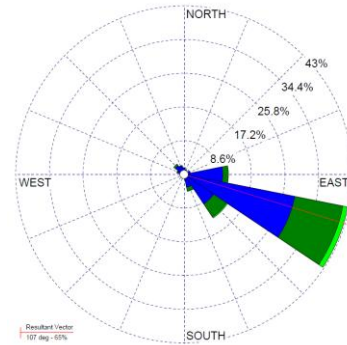 NORTH
43%
34.4%
25.8%
17.2%
8.6%
WEST
EAST
SOUTH
Resultant Vector
107 deg - 65%